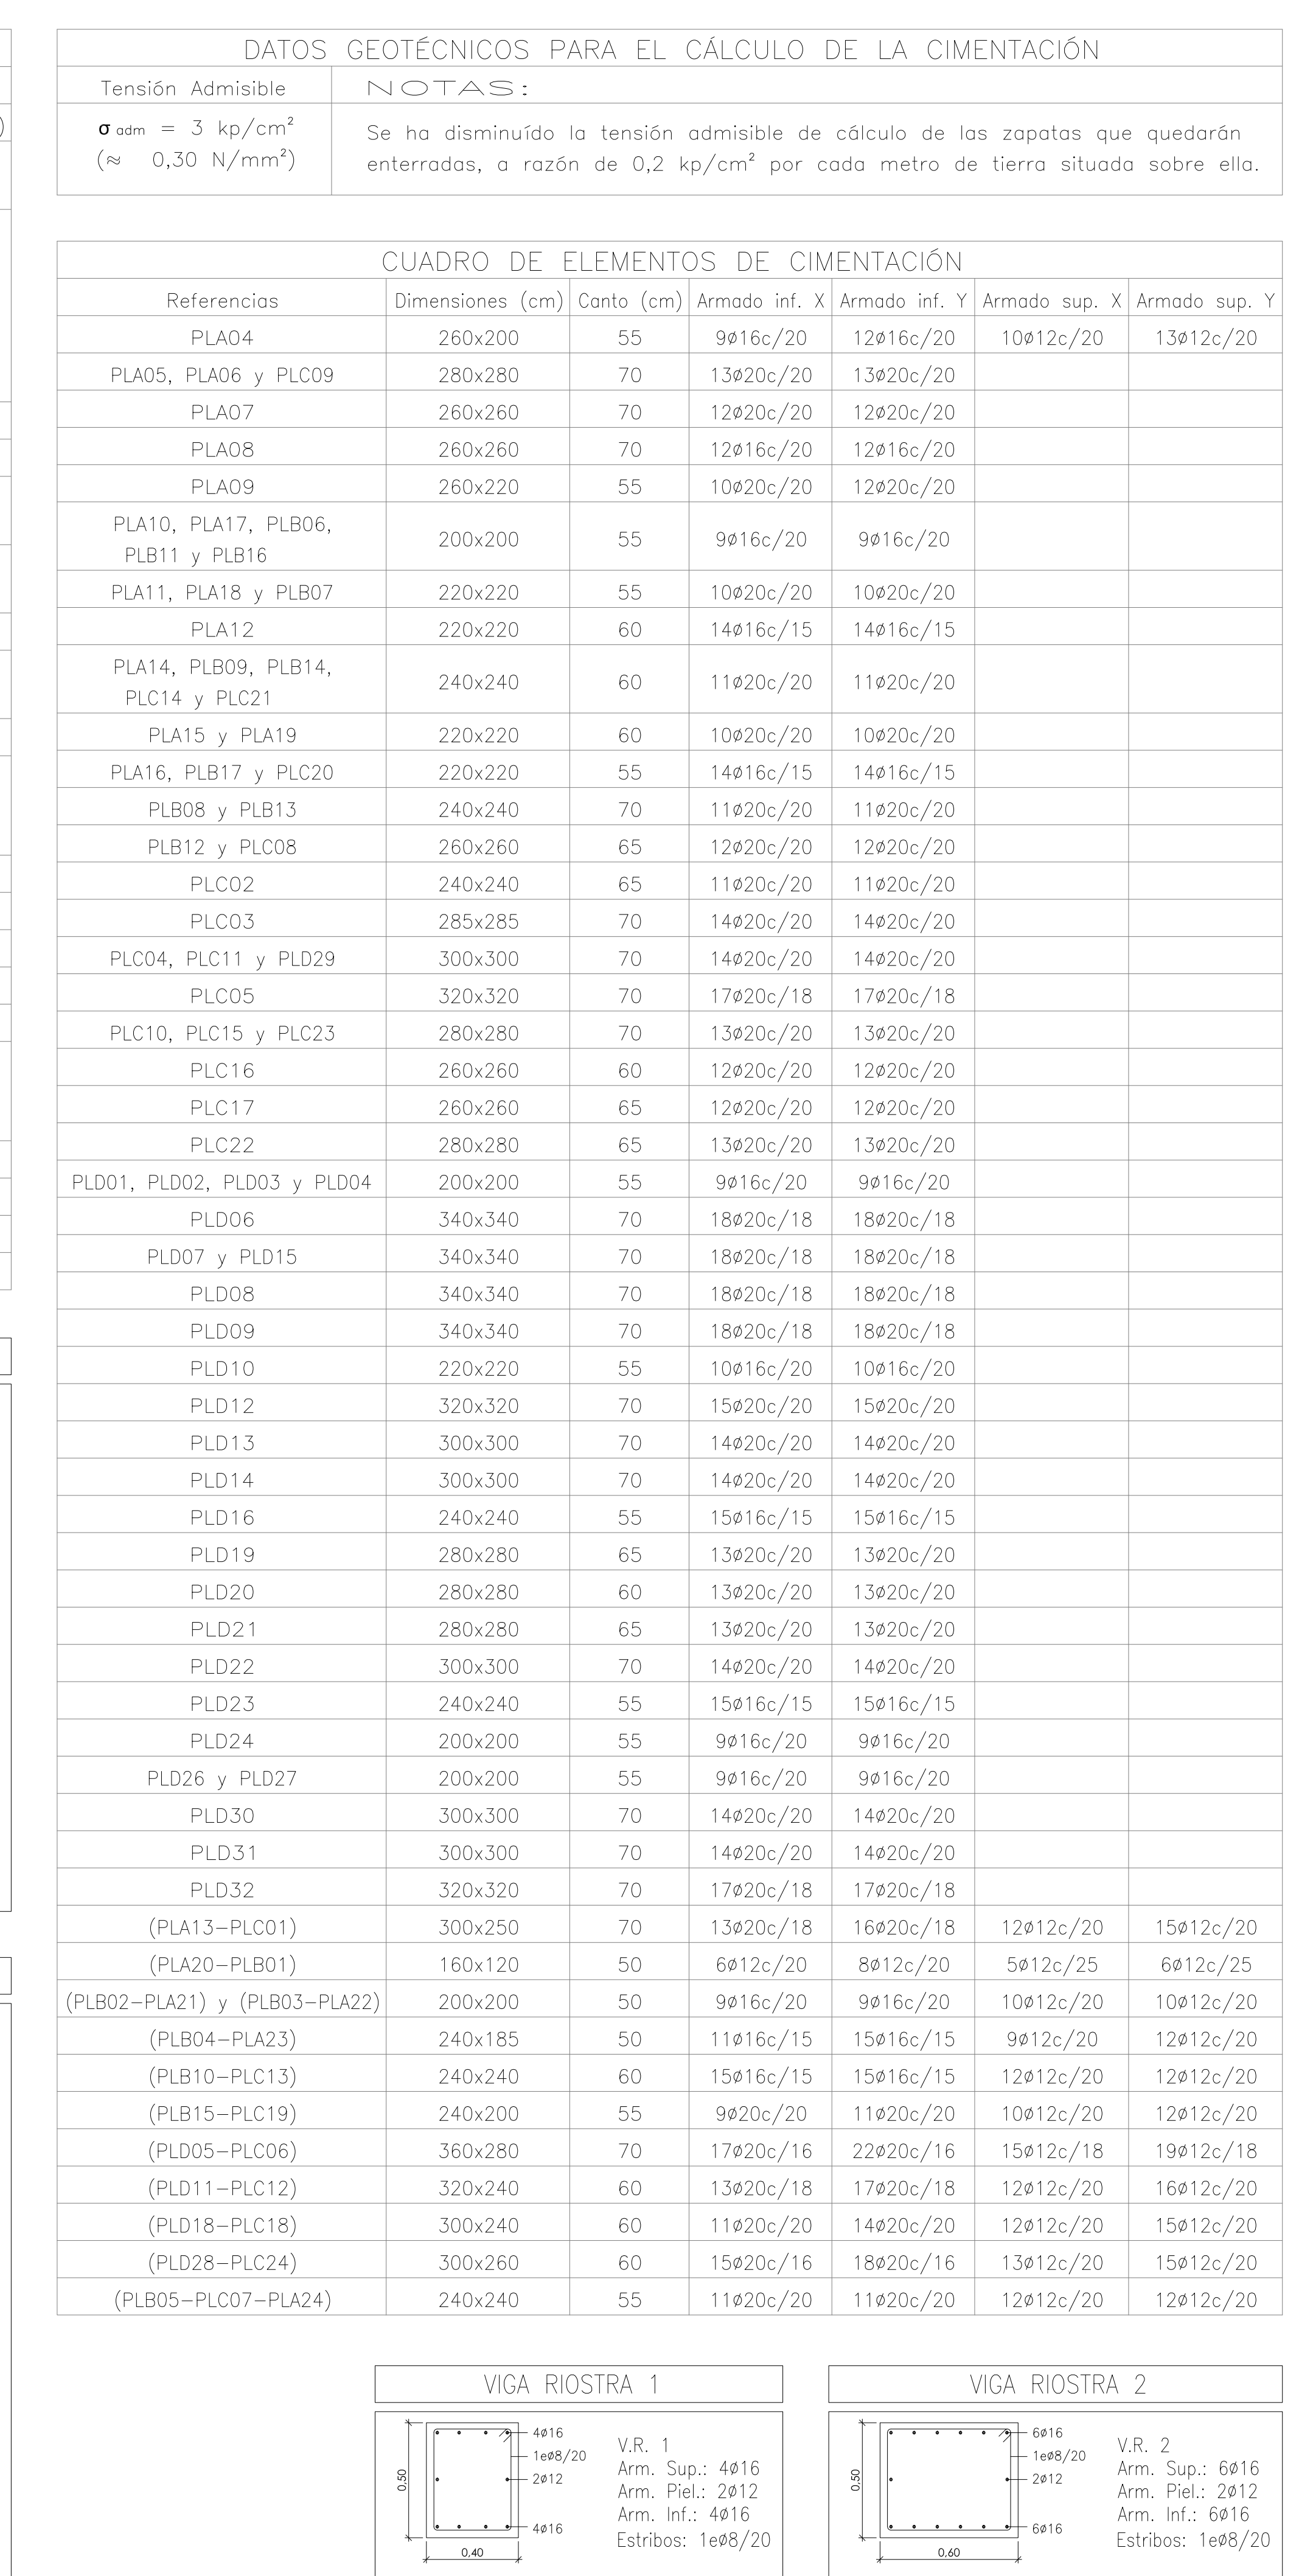 )
DATOS GEOTÉCNICOS PARA EL CÁLCULO DE LA CIMENTACIÓN
Tensión Admisible NOTAS:
σ adm = 3 kp/cm²
(≈ 0,30 N/mm²)
Se ha disminuído la tensión admisible de cálculo de las zapatas que quedarán
enterradas, a razón de 0,2 kp/cm² por cada metro de tierra situada sobre ella.
CUADRO DE ELEMENTOS DE CIMENTACIÓN
Referencias Dimensiones (cm) Canto (cm) Armado inf. X Armado inf. Y Armado sup. X Armado sup. Y
PLA04 260x200 55 9ø16c/20 12ø16c/20 10ø12c/20 13ø12c/20
PLA05, PLA06 y PLC09 280x280 70 13ø20c/20 13ø20c/20
PLA07 260x260 70 12ø20c/20 12ø20c/20
PLA08 260x260 70 12ø16c/20 12ø16c/20
PLA09 260x220 55 10ø20c/20 12ø20c/20
PLA10, PLA17, PLB06,
PLB11 y PLB16 200x200 55 9ø16c/20 9ø16c/20
PLA11, PLA18 y PLB07 220x220 55 10ø20c/20 10ø20c/20
PLA12 220x220 60 14ø16c/15 14ø16c/15
PLA14, PLB09, PLB14,
PLC14 y PLC21 240x240 60 11ø20c/20 11ø20c/20
PLA15 y PLA19 220x220 60 10ø20c/20 10ø20c/20
PLA16, PLB17 y PLC20 220x220 55 14ø16c/15 14ø16c/15
PLB08 y PLB13 240x240 70 11ø20c/20 11ø20c/20
PLB12 y PLC08 260x260 65 12ø20c/20 12ø20c/20
PLC02 240x240 65 11ø20c/20 11ø20c/20
PLC03 285x285 70 14ø20c/20 14ø20c/20
PLC04, PLC11 y PLD29 300x300 70 14ø20c/20 14ø20c/20
PLC05 320x320 70 17ø20c/18 17ø20c/18
PLC10, PLC15 y PLC23 280x280 70 13ø20c/20 13ø20c/20
PLC16 260x260 60 12ø20c/20 12ø20c/20
PLC17 260x260 65 12ø20c/20 12ø20c/20
PLC22 280x280 65 13ø20c/20 13ø20c/20
PLD01, PLD02, PLD03 y PLD04 200x200 55 9ø16c/20 9ø16c/20
PLD06 340x340 70 18ø20c/18 18ø20c/18
PLD07 y PLD15 340x340 70 18ø20c/18 18ø20c/18
PLD08 340x340 70 18ø20c/18 18ø20c/18
PLD09 340x340 70 18ø20c/18 18ø20c/18
PLD10 220x220 55 10ø16c/20 10ø16c/20
PLD12 320x320 70 15ø20c/20 15ø20c/20
PLD13 300x300 70 14ø20c/20 14ø20c/20
PLD14 300x300 70 14ø20c/20 14ø20c/20
PLD16 240x240 55 15ø16c/15 15ø16c/15
PLD19 280x280 65 13ø20c/20 13ø20c/20
PLD20 280x280 60 13ø20c/20 13ø20c/20
PLD21 280x280 65 13ø20c/20 13ø20c/20
PLD22 300x300 70 14ø20c/20 14ø20c/20
PLD23 240x240 55 15ø16c/15 15ø16c/15
PLD24 200x200 55 9ø16c/20 9ø16c/20
PLD26 y PLD27 200x200 55 9ø16c/20 9ø16c/20
PLD30 300x300 70 14ø20c/20 14ø20c/20
PLD31 300x300 70 14ø20c/20 14ø20c/20
PLD32 320x320 70 17ø20c/18 17ø20c/18
(PLA13-PLC01) 300x250 70 13ø20c/18 16ø20c/18 12ø12c/20 15ø12c/20
(PLA20-PLB01) 160x120 50 6ø12c/20 8ø12c/20 5ø12c/25 6ø12c/25
(PLB02-PLA21) y (PLB03-PLA22) 200x200 50 9ø16c/20 9ø16c/20 10ø12c/20 10ø12c/20
(PLB04-PLA23) 240x185 50 11ø16c/15 15ø16c/15 9ø12c/20 12ø12c/20
(PLB10-PLC13) 240x240 60 15ø16c/15 15ø16c/15 12ø12c/20 12ø12c/20
(PLB15-PLC19) 240x200 55 9ø20c/20 11ø20c/20 10ø12c/20 12ø12c/20
(PLD05-PLC06) 360x280 70 17ø20c/16 22ø20c/16 15ø12c/18 19ø12c/18
(PLD11-PLC12) 320x240 60 13ø20c/18 17ø20c/18 12ø12c/20 16ø12c/20
(PLD18-PLC18) 300x240 60 11ø20c/20 14ø20c/20 12ø12c/20 15ø12c/20
(PLD28-PLC24) 300x260 60 15ø20c/16 18ø20c/16 13ø12c/20 15ø12c/20
(PLB05-PLC07-PLA24) 240x240 55 11ø20c/20 11ø20c/20 12ø12c/20 12ø12c/20
VIGA RIOSTRA 1
0,50
4ø16
1eø8/20
2ø12
4ø16
0,40
V.R. 1
Arm. Sup.: 4ø16
Arm. Piel.: 2ø12
Arm. Inf.: 4ø16
Estribos: 1eø8/20
VIGA RIOSTRA 2
0,50
6ø16
1eø8/20
2ø12
6ø16
0,60
V.R. 2
Arm. Sup.: 6ø16
Arm. Piel.: 2ø12
Arm. Inf.: 6ø16
Estribos: 1eø8/20